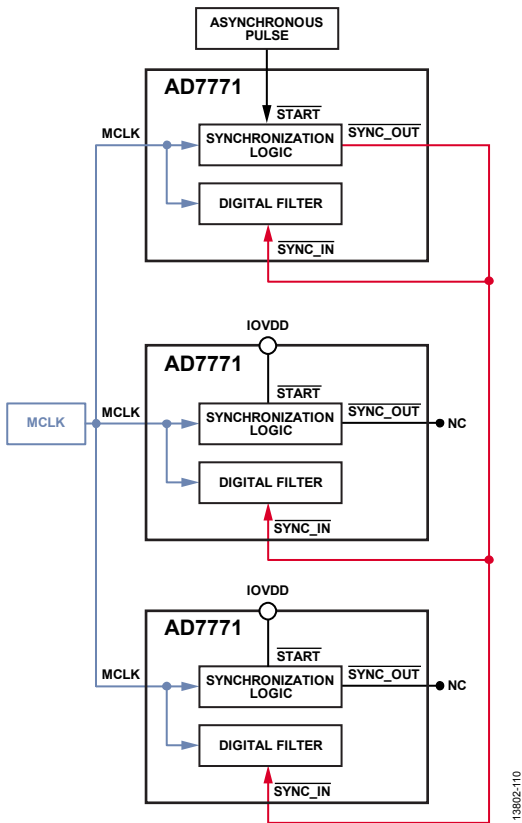 ASYNCHRONOUS
PULSE
AD7771
MCLK
START
SYNC_OUT
SYNCHRONIZATION
LOGIC
DIGITAL FILTER
SYNC_IN
IOVDD
AD7771
START
MCLK
MCLK
SYNCHRONIZATION
LOGIC
SYNC_OUT
NC
DIGITAL FILTER
SYNC_IN
IOVDD
AD7771
START
MCLK
SYNCHRONIZATION
LOGIC
SYNC_OUT
NC
DIGITAL FILTER
SYNC_IN
13802-110